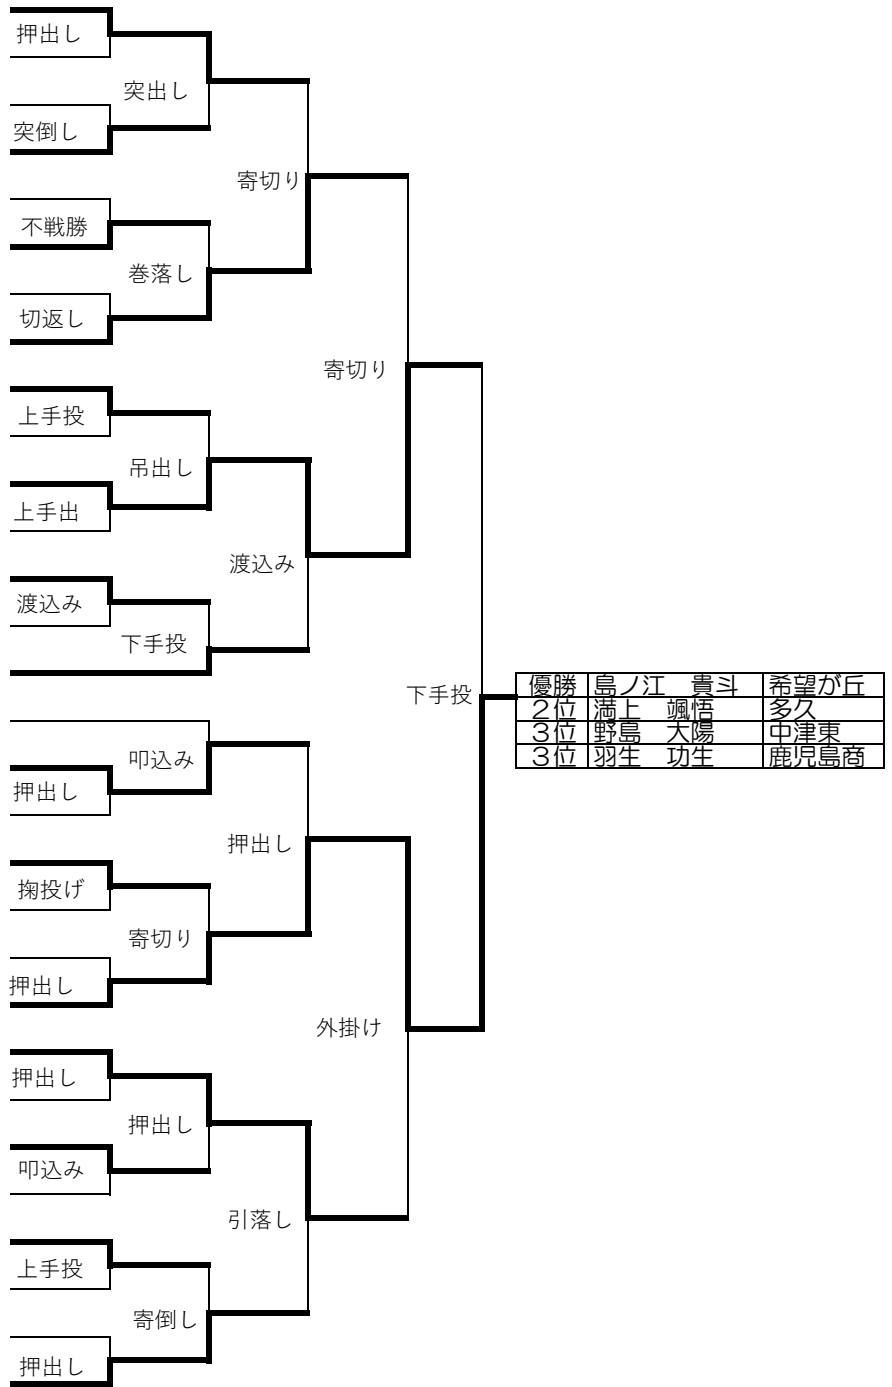 押出し
突出し
突倒し
寄切り
不戦勝
巻落し
切返し
寄切り
上手投
吊出し
上手出
渡込み
渡込み
下手投
下手投
優勝 島ノ江 貴斗 希望が丘
2位 満上 颯悟 多久
3位 野島 大陽 中津東
3位 羽生 功生 鹿児島商
叩込み
押出し
押出し
掬投げ
寄切り
押出し
外掛け
押出し
押出し
叩込み
引落し
上手投
寄倒し
押出し